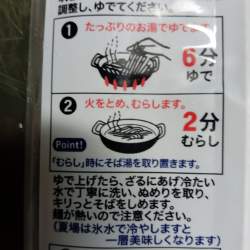 調整し、ゆでてください。
1 たっぷりのお湯でゆでます。
6分
ゆで
2 火をとめ、むらします。
2分
むらし
Point!
「むらし」時にそば湯を取り置きます。
ゆで上げたら、ざるにあけ冷たい
水で丁寧に洗い、ぬめりを取り、
キリっとそばをしめます。
麺が熱いので注意ください。
(夏場は氷水で冷やしますと
一層美味しくなります)